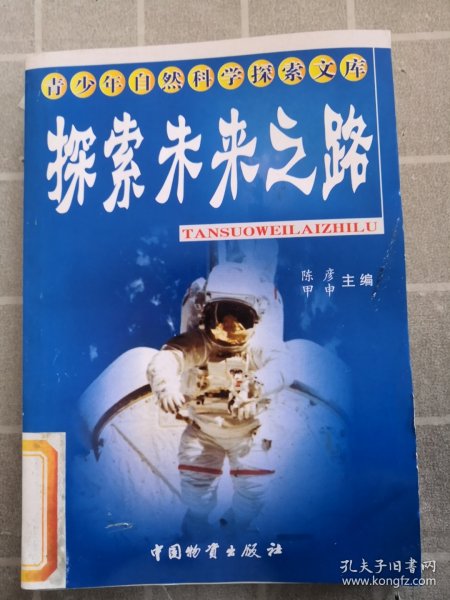 青少年自然科学探索文库
探索未来之路
TANSUOWEILAIZHILU
陈彦
甲申
主编
中国物资出版社
孔夫子旧书网
www.kongfz.com